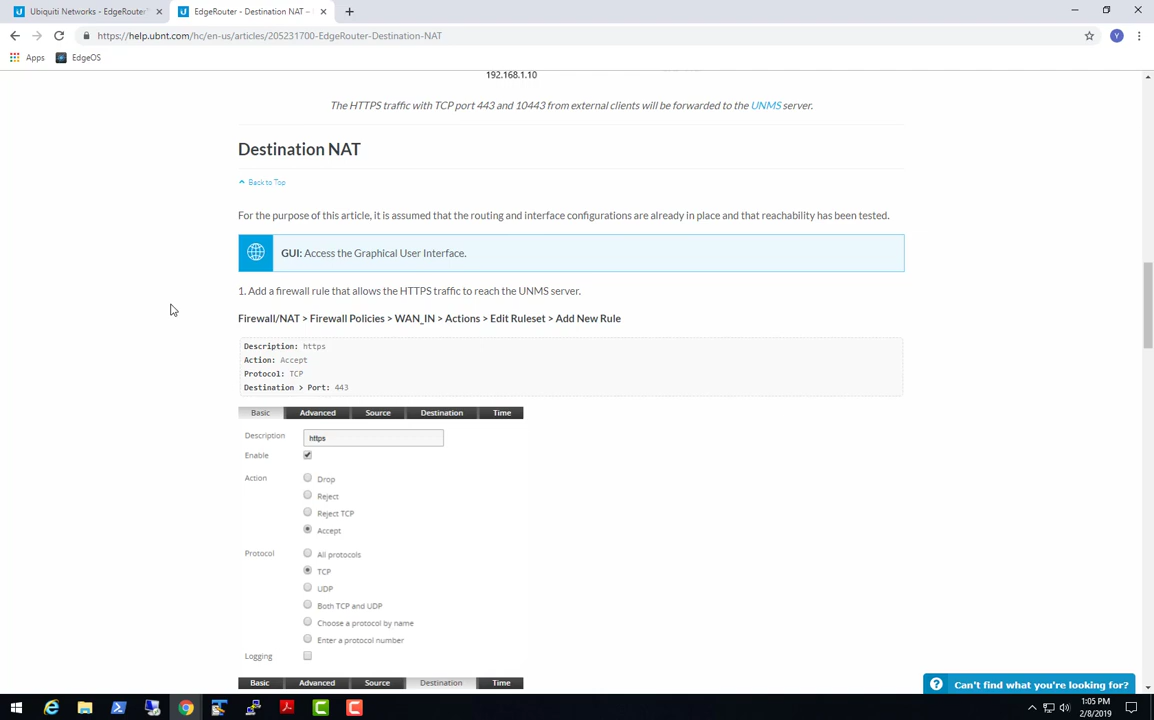 Ubiquiti Networks - EdgeRouter
EdgeRouter - Destination NAT –
https://help.ubnt.com/hc/en-us/articles/205231700-EdgeRouter-Destination-NAT
Y
Apps
EdgeOS
192.168.1.10
The HTTPS traffic with TCP port 443 and 10443 from external clients will be forwarded to the UNMS server.
Destination NAT
Back to Top
For the purpose of this article, it is assumed that the routing and interface configurations are already in place and that reachability has been tested.
GUI: Access the Graphical User Interface.
1. Add a firewall rule that allows the HTTPS traffic to reach the UNMS server.
Firewall/NAT > Firewall Policies > WAN_IN > Actions > Edit Ruleset > Add New Rule
Description: https
Action: Accept
Protocol: TCP
Destination > Port: 443
Basic Advanced Source Destination Time
Description https
Enable
Action Drop
Reject
Reject TCP
Accept
Protocol All protocols
TCP
UDP
Both TCP and UDP
Choose a protocol by name
Enter a protocol number
Logging
Basic Advanced Source Destination Time
? Can't find what you're looking for?
1:05 PM
2/8/2019